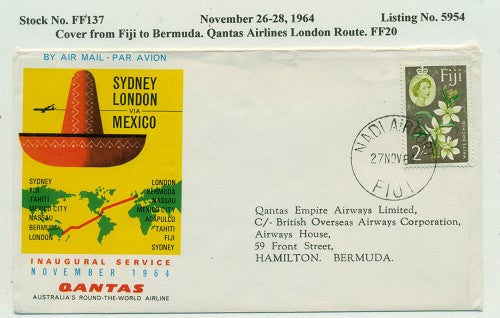 Stock No. FF137 November 26-28, 1964 Listing No. 5954
Cover from Fiji to Bermuda. Qantas Airlines London Route. FF20
BY AIR MAIL · PAR AVION
SYDNEY
LONDON
VIA
MEXICO
SYDNEY
FIJI
TAHITI
MEXICO CITY
NASSAU
BERMUDA
LONDON
LONDON
BERMUDA
NASSAU
MEXICO CITY
ACAPULCO
TAHITI
FIJI
SYDNEY
INAUGURAL SERVICE
NOVEMBER 1964
QANTAS
AUSTRALIA'S ROUND-THE-WORLD AIRLINE
Fiji
WHITE ORCHID
2/-
NADI AIRPORT
27 NOV 6
FIJI
Qantas Empire Airways Limited,
C/- British Overseas Airways Corporation,
Airways House,
59 Front Street,
HAMILTON. BERMUDA.